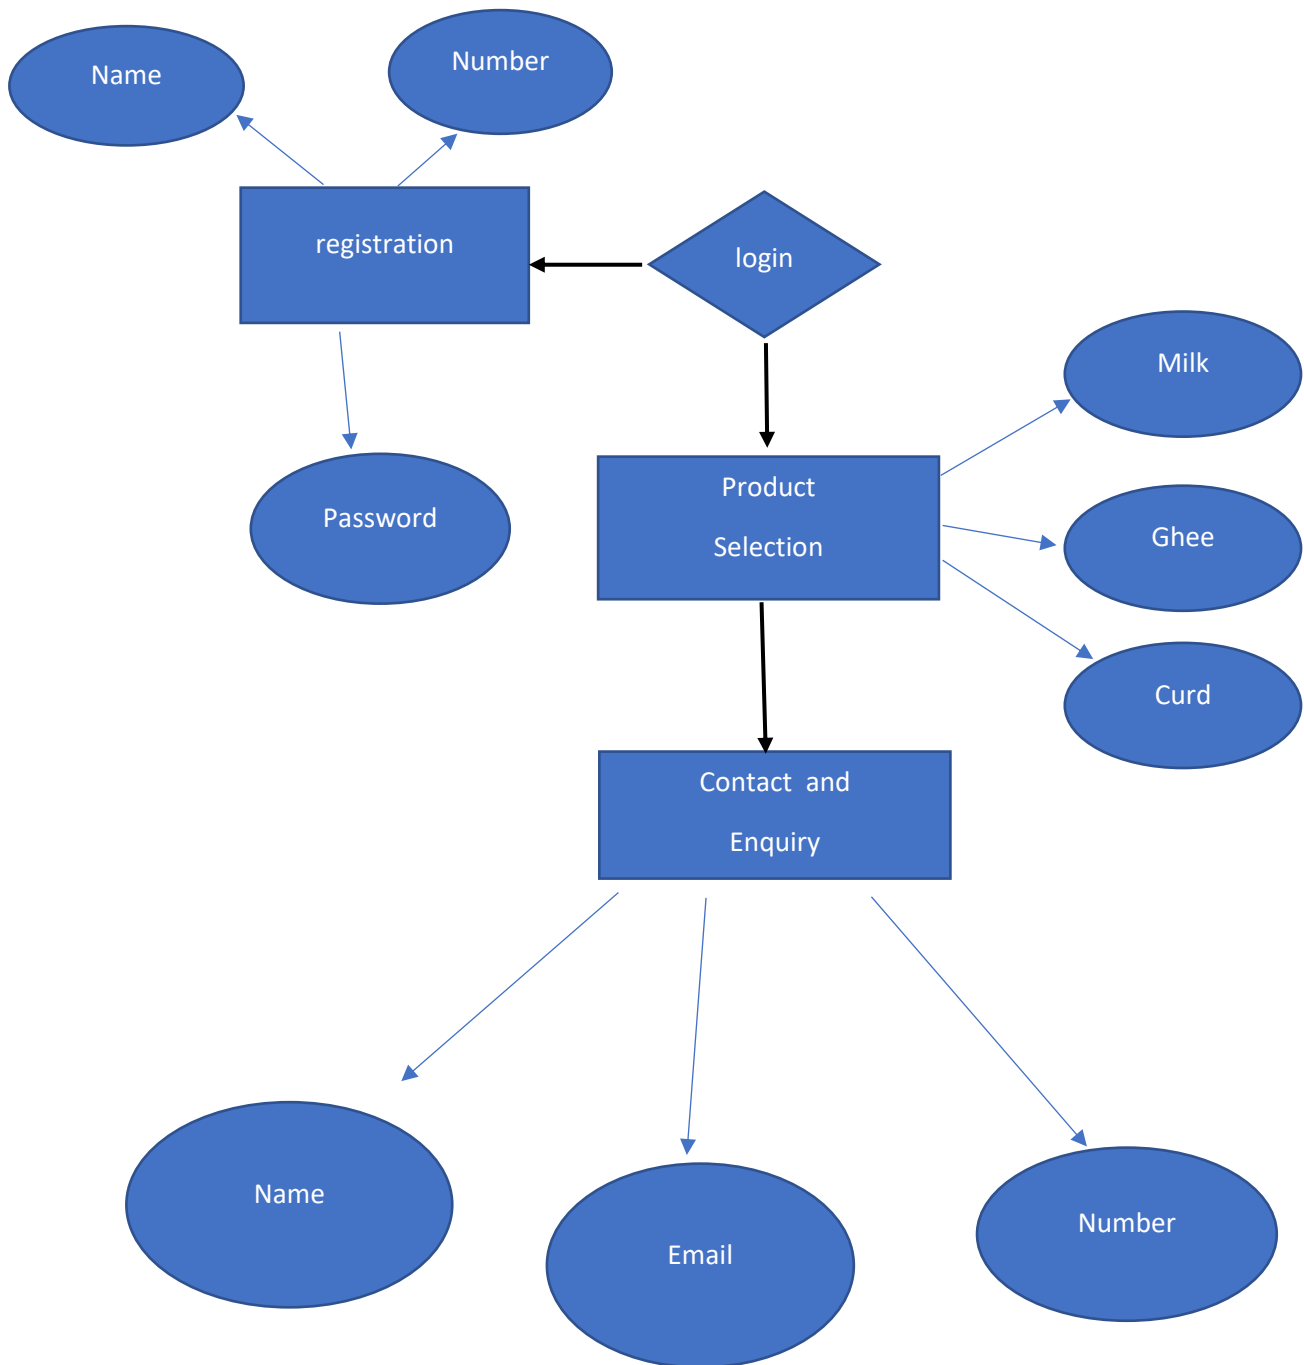 Name
Number
registration
login
Milk
Product
Selection
Password
Ghee
Curd
Contact  and
Enquiry
Name
Email
Number